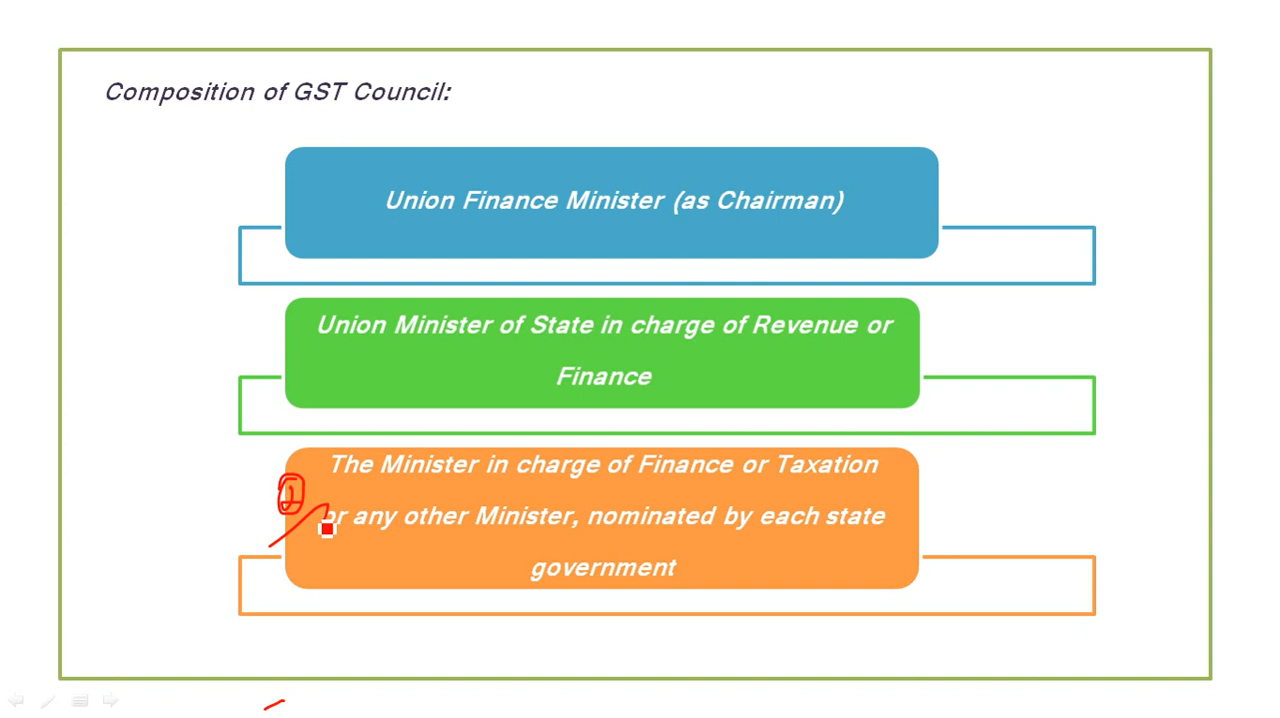 Composition of GST Council:
Union Finance Minister (as Chairman)
Union Minister of State in charge of Revenue or
Finance
The Minister in charge of Finance or Taxation
or any other Minister, nominated by each state
government